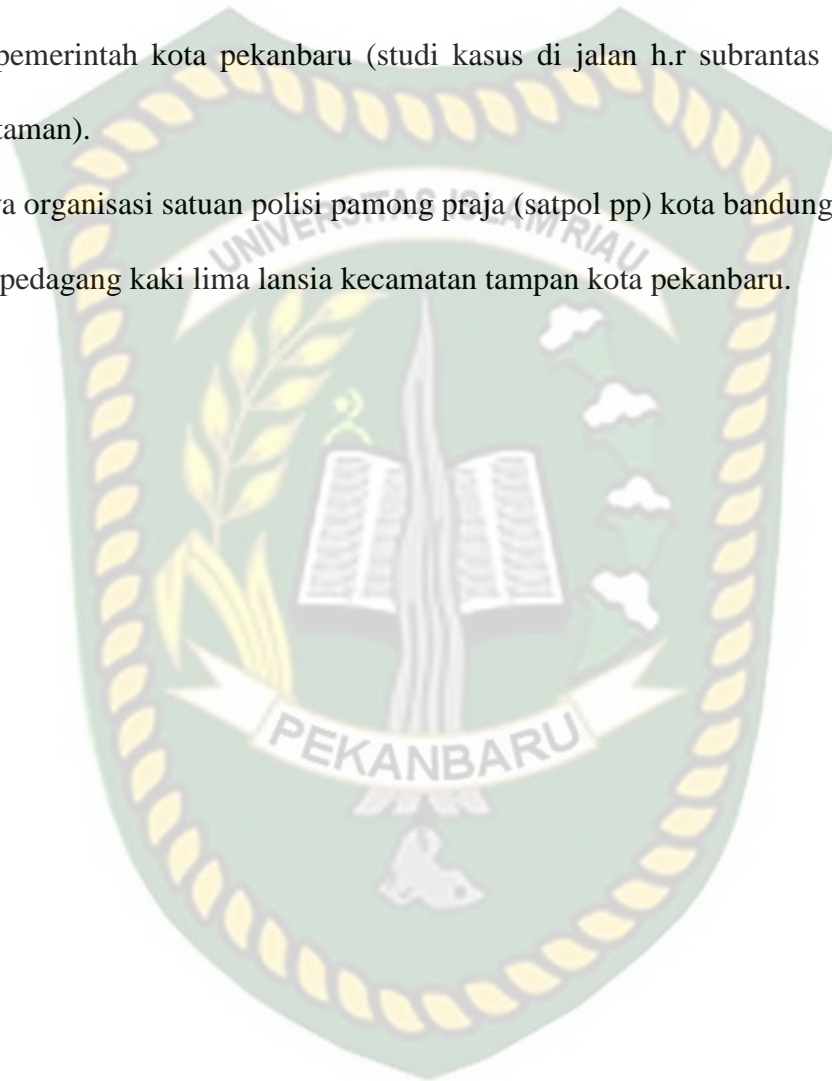 pemerintah kota pekanbaru (studi kasus di jalan h.r subrantas
taman).
a organisasi satuan polisi pamong praja (satpol pp) kota bandung
pedagang kaki lima lansia kecamatan tampan kota pekanbaru.
UNIVERSITAS ISLAM RIAU
PEKANBARU